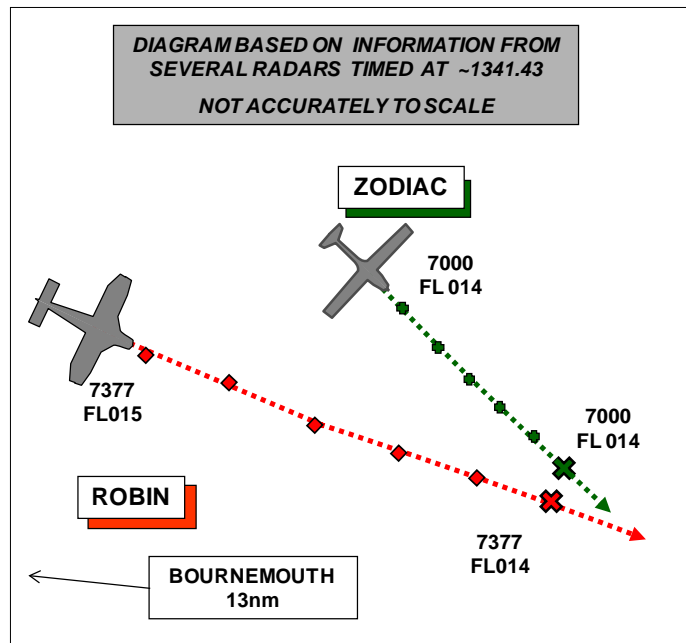 DIAGRAM BASED ON INFORMATION FROM
SEVERAL RADARS TIMED AT ~1341.43
NOT ACCURATELY TO SCALE
ZODIAC
7000
FL 014
7377
FL015
7000
FL 014
ROBIN
7377
FL014
BOURNEMOUTH
13nm